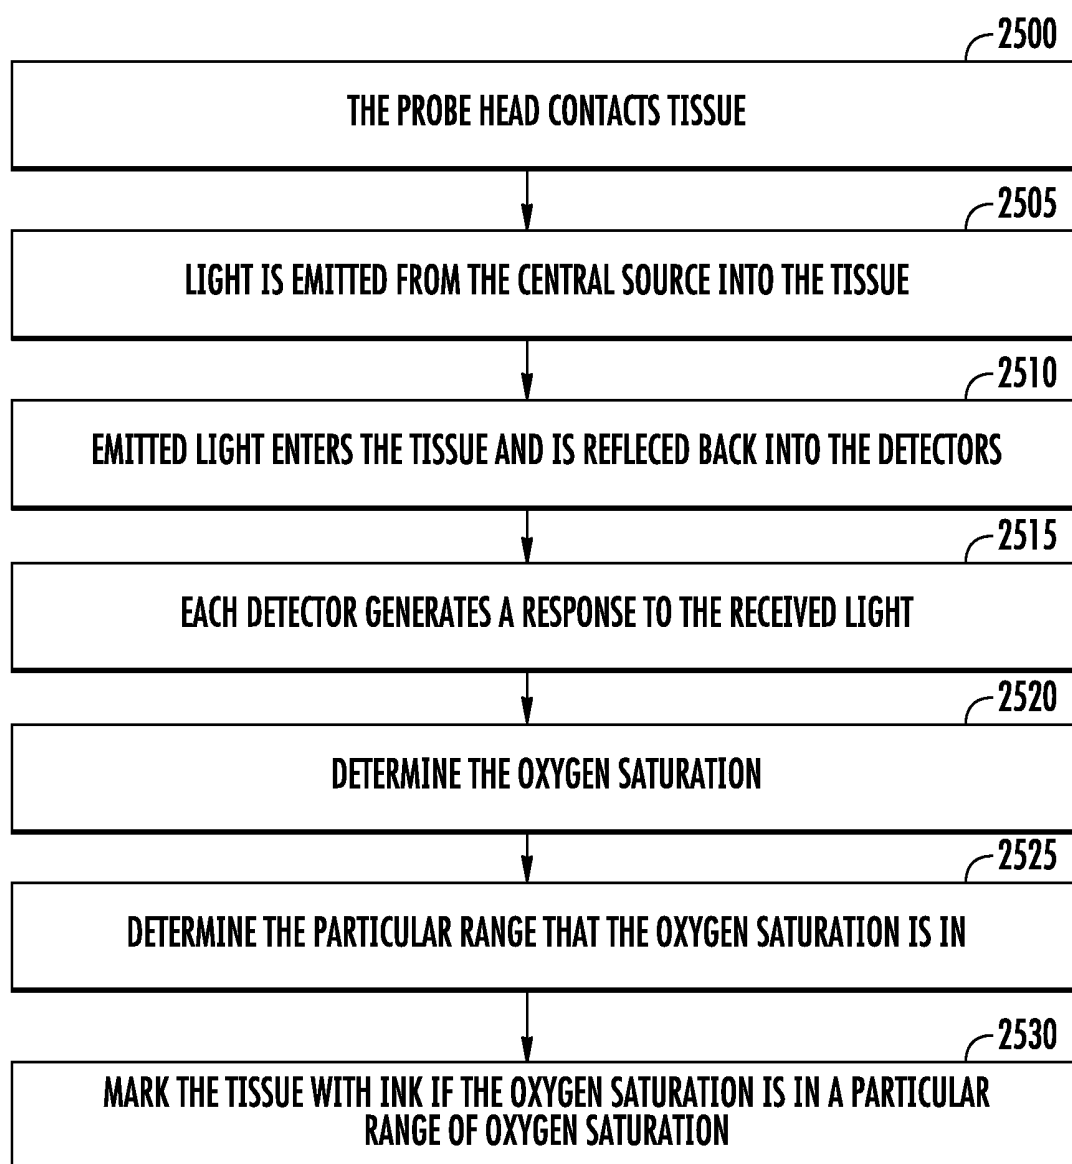 2500
THE PROBE HEAD CONTACTS TISSUE
2505
LIGHT IS EMITTED FROM THE CENTRAL SOURCE INTO THE TISSUE
2510
EMITTED LIGHT ENTERS THE TISSUE AND IS REFLECED BACK INTO THE DETECTORS
2515
EACH DETECTOR GENERATES A RESPONSE TO THE RECEIVED LIGHT
2520
DETERMINE THE OXYGEN SATURATION
2525
DETERMINE THE PARTICULAR RANGE THAT THE OXYGEN SATURATION IS IN
2530
MARK THE TISSUE WITH INK IF THE OXYGEN SATURATION IS IN A PARTICULAR
RANGE OF OXYGEN SATURATION